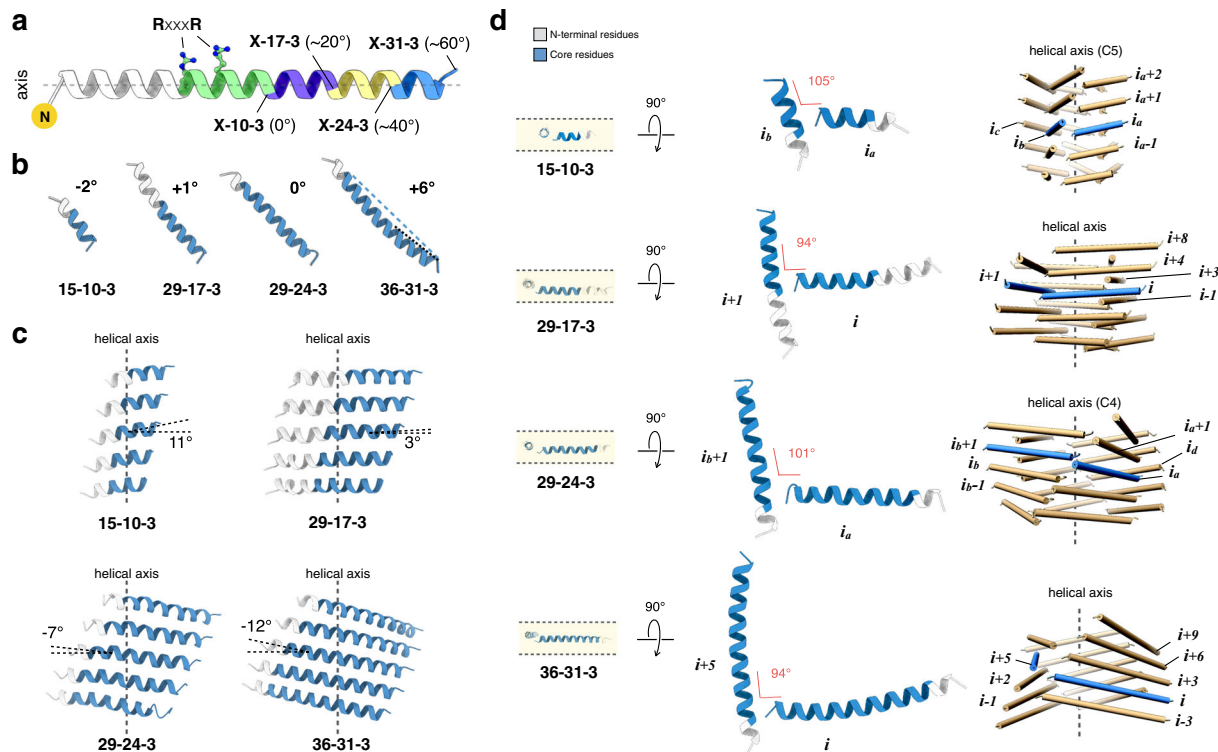 a
RxxxR
X-17-3 (~20°)
X-31-3 (~60°)
axis
N
X-10-3 (0°)
X-24-3 (~40°)
b
-2°
+1°
0°
+6°
15-10-3
29-17-3
29-24-3
36-31-3
c
helical axis
helical axis
11°
3°
15-10-3
29-17-3
helical axis
helical axis
-7°
-12°
29-24-3
36-31-3
d
N-terminal residues
Core residues
90°
15-10-3
105°
ib
ia
helical axis (C5)
ia+2
ia+1
ia
ic
ib
ia-1
90°
29-17-3
94°
i+1
i
helical axis
i+8
i+4
i+3
i+1
i
i-1
90°
29-24-3
101°
ib+1
ia
helical axis (C4)
ia+1
ib+1
id
ib
ia
ib-1
90°
36-31-3
94°
i+5
i
helical axis
i+9
i+5
i+6
i+2
i+3
i-1
i
i-3